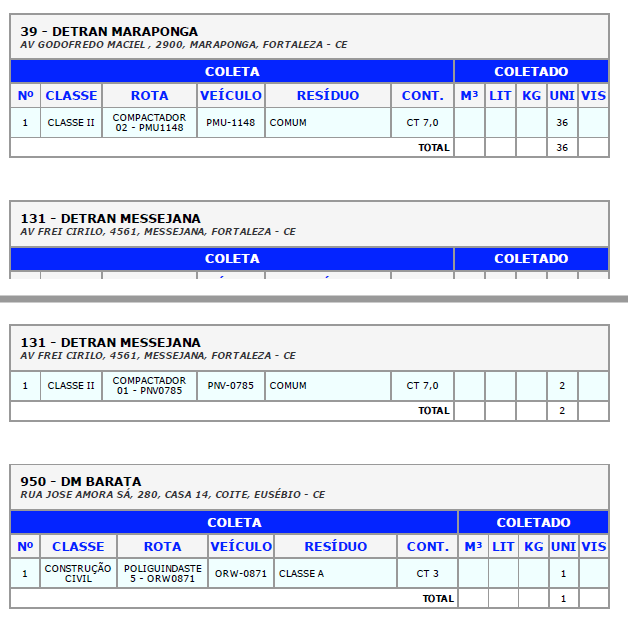 39 - DETRAN MARAPONGA
AV GODOFREDO MACIEL , 2900, MARAPONGA, FORTALEZA - CE
COLETA COLETADO
Nº CLASSE ROTA VEÍCULO RESÍDUO CONT. M³ LIT KG UNI VIS
1 CLASSE II COMPACTADOR 02 - PMU1148 PMU-1148 COMUM CT 7,0 36
TOTAL 36
131 - DETRAN MESSEJANA
AV FREI CIRILO, 4561, MESSEJANA, FORTALEZA - CE
COLETA COLETADO
131 - DETRAN MESSEJANA
AV FREI CIRILO, 4561, MESSEJANA, FORTALEZA - CE
1 CLASSE II COMPACTADOR 01 - PNV0785 PNV-0785 COMUM CT 7,0 2
TOTAL 2
950 - DM BARATA
RUA JOSE AMORA SÁ, 280, CASA 14, COITE, EUSÉBIO - CE
COLETA COLETADO
Nº CLASSE ROTA VEÍCULO RESÍDUO CONT. M³ LIT KG UNI VIS
1 CONSTRUÇÃO CIVIL POLIGUINDASTE 5 - ORW0871 ORW-0871 CLASSE A CT 3 1
TOTAL 1